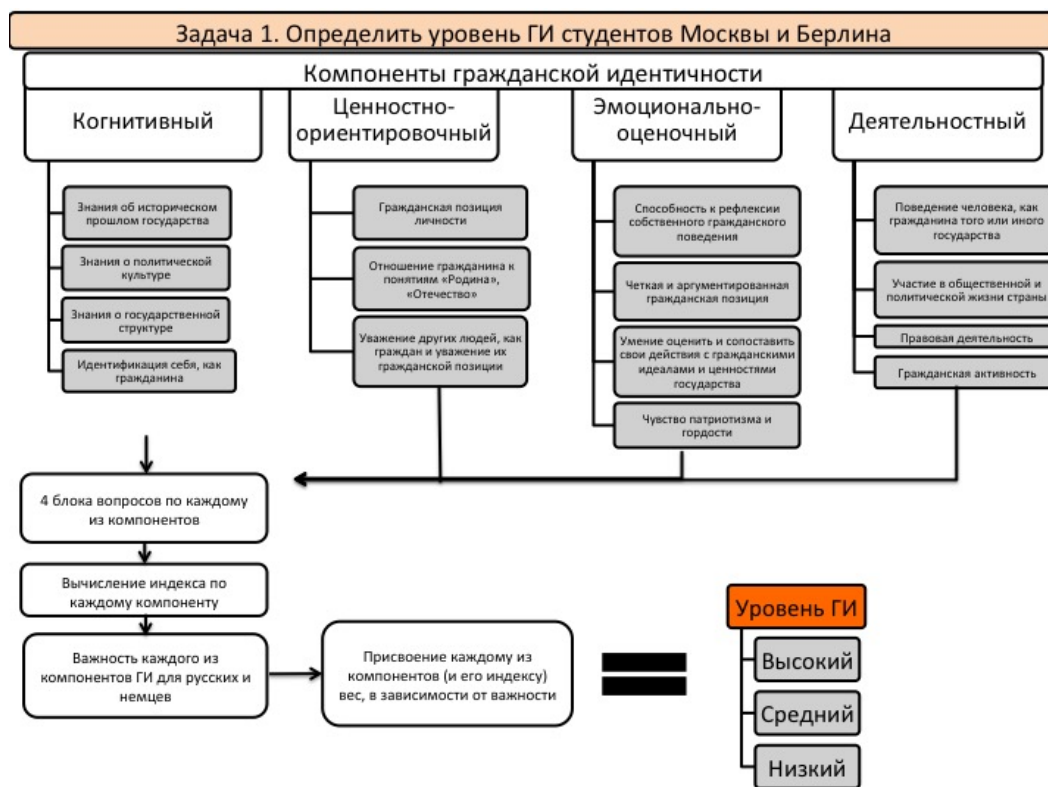 Задача 1. Определить уровень ГИ студентов Москвы и Берлина
Компоненты гражданской идентичности
Когнитивный
Знания об историческом
прошлом государства
Знания о политической
культуре
Знания о государственной
структуре
Идентификация себя, как
гражданина
Ценностно-
ориентировочный
Гражданская позиция
личности
Отношение гражданина к
понятиям «Родина»,
«Отечество»
Уважение других людей, как
граждан и уважение их
гражданской позиции
Эмоционально-
оценочный
Способность к рефлексии
собственного гражданского
поведения
Четкая и аргументированная
гражданская позиция
Умение оценить и сопоставить
свои действия с гражданскими
идеалами и ценностями
государства
Чувство патриотизма и
гордости
Деятельностный
Поведение человека, как
гражданина того или иного
государства
Участие в общественной и
политической жизни страны
Правовая деятельность
Гражданская активность
4 блока вопросов по каждому
из компонентов
Вычисление индекса по
каждому компоненту
Важность каждого из
компонентов ГИ для русских и
немцев
Присвоение каждому из
компонентов (и его индексу)
вес, в зависимости от важности
Уровень ГИ
Высокий
Средний
Низкий